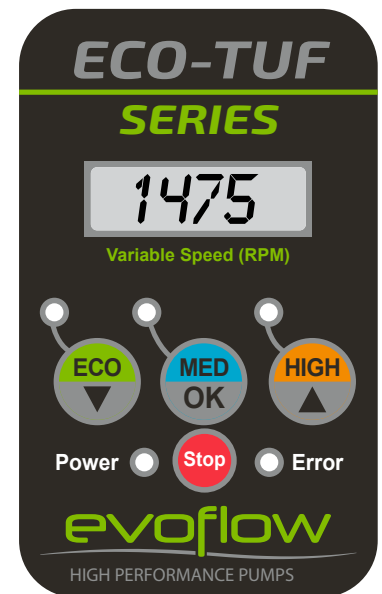 ECO-TUF
SERIES
1475
Variable Speed (RPM)
ECO MED HIGH
OK
Power Stop Error
evoflow
HIGH PERFORMANCE PUMPS